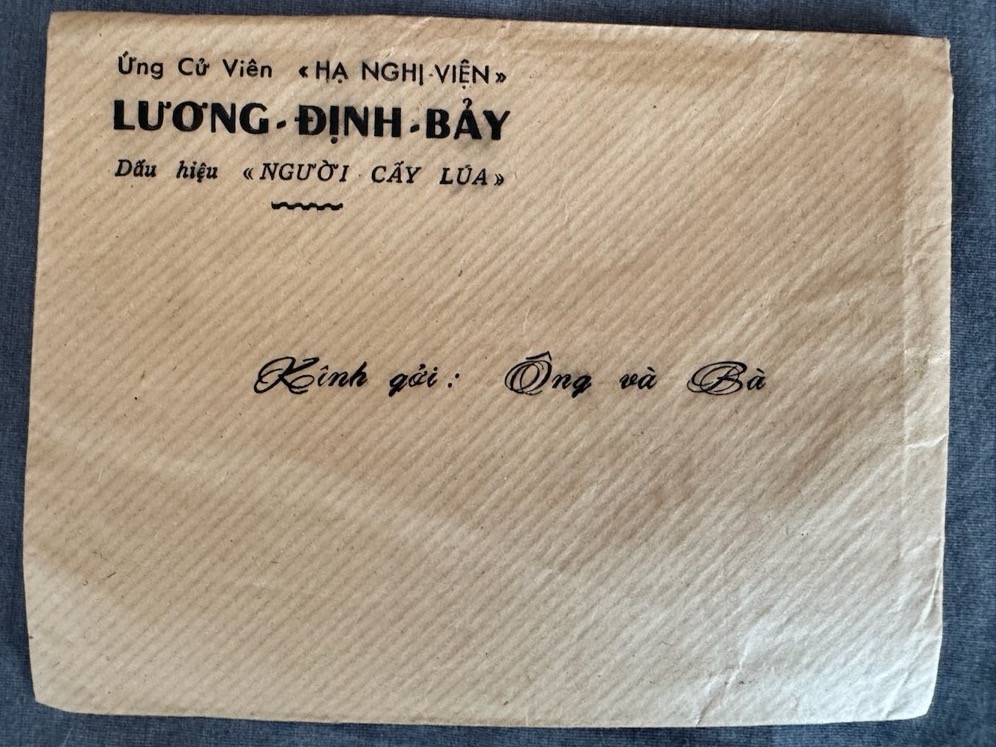 Ứng Cử Viên «HẠ NGHỊ-VIỆN»
LƯƠNG-ĐỊNH-BẢY
Dấu hiệu «NGƯỜI CẤY LÚA»
Kính gởi: Ông và Bà